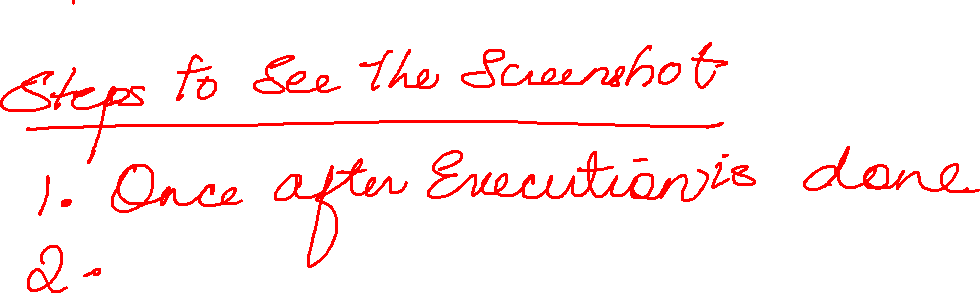 Steps to See The Screenshot
1. Once after Execution is done
2.